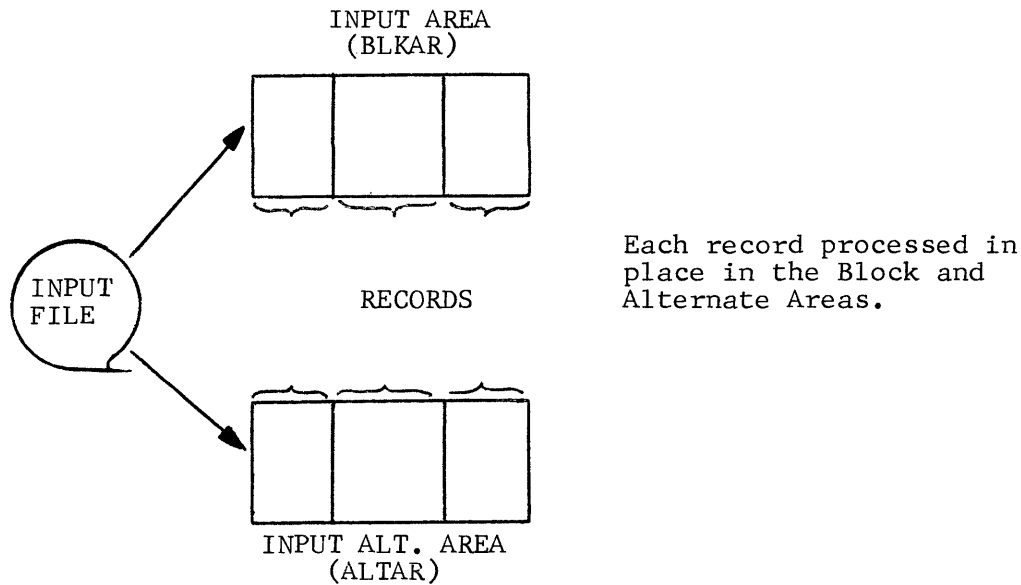 INPUT AREA
(BLKAR)
INPUT
FILE
RECORDS
Each record processed in
place in the Block and
Alternate Areas.
INPUT ALT. AREA
(ALTAR)